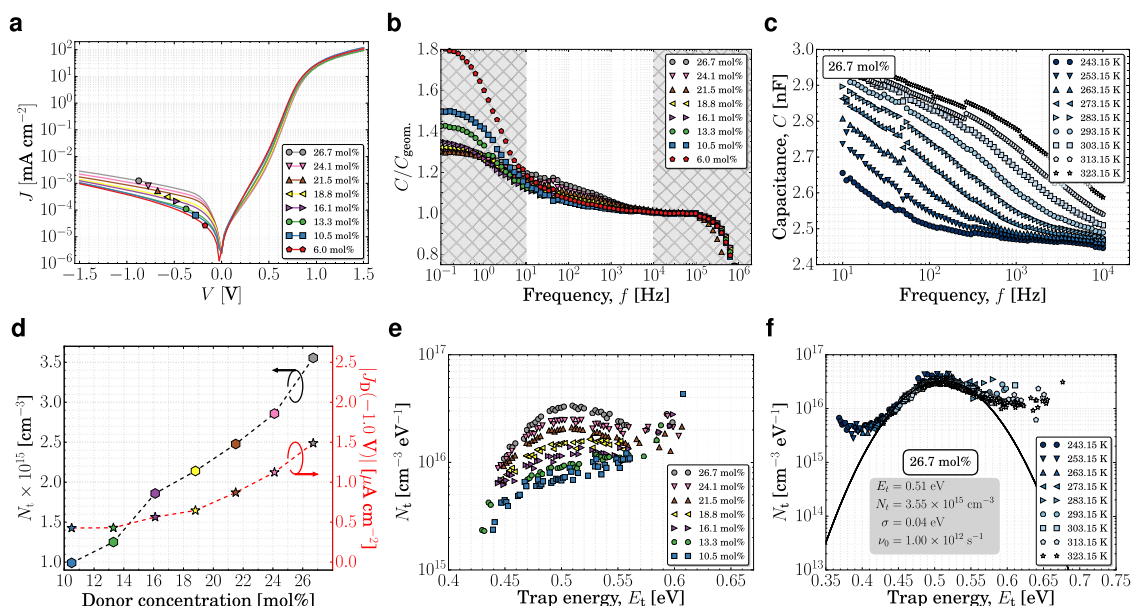 a
10²
10¹
10⁰
10⁻¹
10⁻²
10⁻³
10⁻⁴
10⁻⁵
10⁻⁶
J [mA cm⁻²]
−1.5 −1.0 −0.5 0.0 0.5 1.0 1.5
V [V]
26.7 mol%
24.1 mol%
21.5 mol%
18.8 mol%
16.1 mol%
13.3 mol%
10.5 mol%
6.0 mol%
b
1.8
1.6
1.4
1.2
1.0
0.8
C/C_geom.
10⁻¹ 10⁰ 10¹ 10² 10³ 10⁴ 10⁵ 10⁶
Frequency, f [Hz]
26.7 mol%
24.1 mol%
21.5 mol%
18.8 mol%
16.1 mol%
13.3 mol%
10.5 mol%
6.0 mol%
c
3.0
2.9
2.8
2.7
2.6
2.5
2.4
Capacitance, C [nF]
26.7 mol%
10¹ 10² 10³ 10⁴
Frequency, f [Hz]
243.15 K
253.15 K
263.15 K
273.15 K
283.15 K
293.15 K
303.15 K
313.15 K
323.15 K
d
3.5
3.0
2.5
2.0
1.5
1.0
N_t × 10¹⁵ [cm⁻³]
2.5
2.0
1.5
1.0
0.5
0.0
|J_D(−1.0 V)| [μA cm⁻²]
10 12 14 16 18 20 22 24 26
Donor concentration [mol%]
e
10¹⁷
10¹⁶
10¹⁵
N_t [cm⁻³ eV⁻¹]
0.4 0.45 0.5 0.55 0.6 0.65
Trap energy, E_t [eV]
26.7 mol%
24.1 mol%
21.5 mol%
18.8 mol%
16.1 mol%
13.3 mol%
10.5 mol%
f
10¹⁷
10¹⁶
10¹⁵
10¹⁴
10¹³
N_t [cm⁻³ eV⁻¹]
26.7 mol%
E_t = 0.51 eV
N_t = 3.55 × 10¹⁵ cm⁻³
σ = 0.04 eV
ν₀ = 1.00 × 10¹² s⁻¹
0.35 0.4 0.45 0.5 0.55 0.6 0.65 0.7 0.75
Trap energy, E_t [eV]
243.15 K
253.15 K
263.15 K
273.15 K
283.15 K
293.15 K
303.15 K
313.15 K
323.15 K